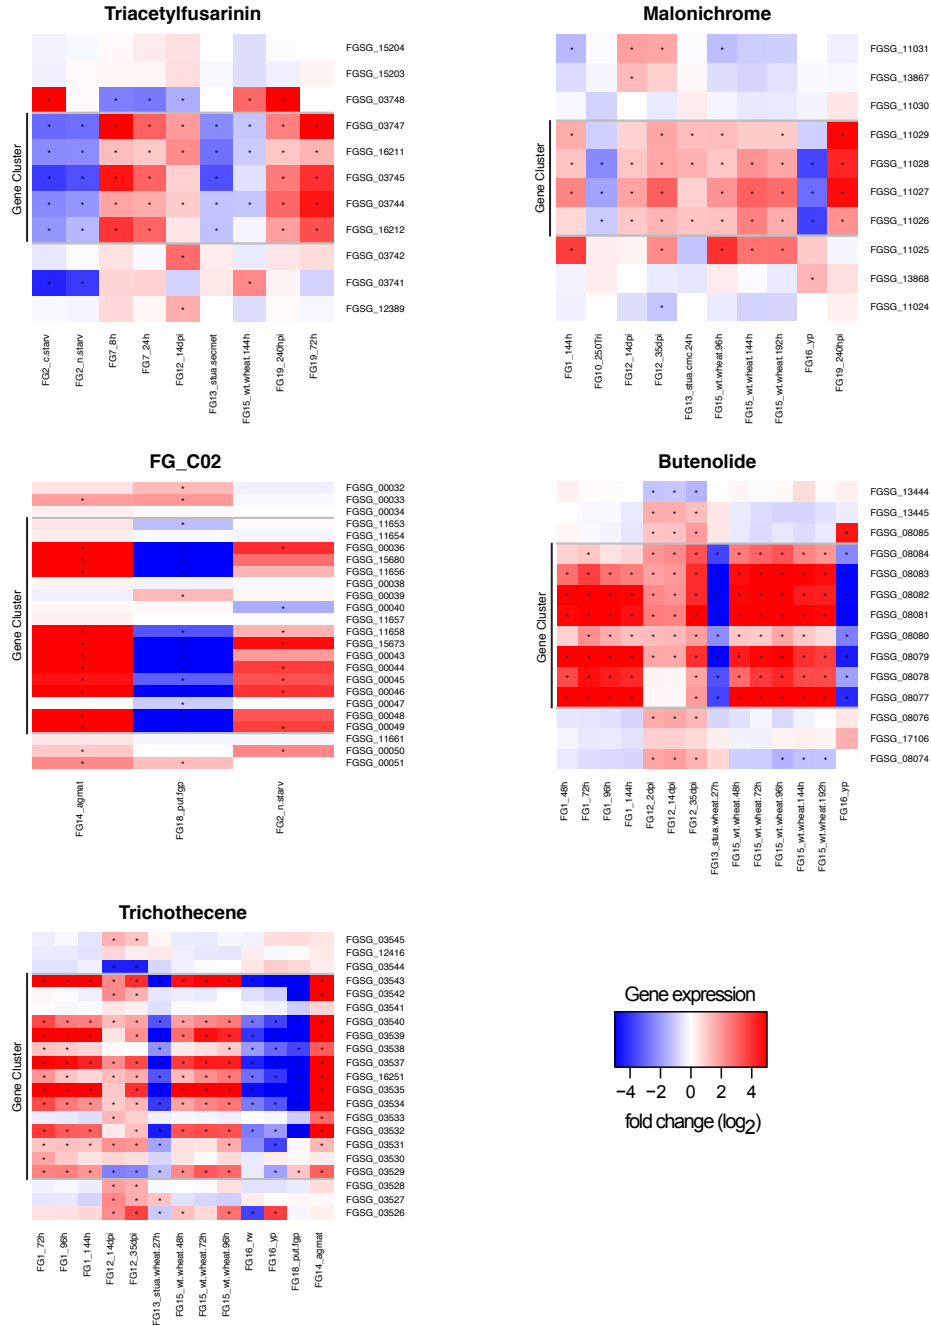 Triacetylfusarinin
FGSG_15204
FGSG_15203
FGSG_03748
FGSG_03747
FGSG_16211
FGSG_03745
FGSG_03744
FGSG_16212
FGSG_03742
FGSG_03741
FGSG_12389
Gene Cluster
FG2_c.starv
FG2_n.starv
FG7_8h
FG7_24h
FG12_14dpi
FG13_stua.secmet
FG15_wt.wheat.144h
FG19_240hpi
FG19_72h
Malonichrome
FGSG_11031
FGSG_13867
FGSG_11030
FGSG_11029
FGSG_11028
FGSG_11027
FGSG_11026
FGSG_11025
FGSG_13868
FGSG_11024
Gene Cluster
FG1_144h
FG10_250Tri
FG12_14dpi
FG12_35dpi
FG13_stua.cmc.24h
FG15_wt.wheat.96h
FG15_wt.wheat.144h
FG15_wt.wheat.192h
FG16_yp
FG19_240hpi
FG_C02
FGSG_00032
FGSG_00033
FGSG_00034
FGSG_11653
FGSG_11654
FGSG_00036
FGSG_15680
FGSG_11656
FGSG_00038
FGSG_00039
FGSG_00040
FGSG_11657
FGSG_11658
FGSG_15673
FGSG_00043
FGSG_00044
FGSG_00045
FGSG_00046
FGSG_00047
FGSG_00048
FGSG_00049
FGSG_11661
FGSG_00050
FGSG_00051
Gene Cluster
FG14_agmat
FG18_put.fgp
FG2_n.starv
Butenolide
FGSG_13444
FGSG_13445
FGSG_08085
FGSG_08084
FGSG_08083
FGSG_08082
FGSG_08081
FGSG_08080
FGSG_08079
FGSG_08078
FGSG_08077
FGSG_08076
FGSG_17106
FGSG_08074
Gene Cluster
FG1_48h
FG1_72h
FG1_96h
FG1_144h
FG12_2dpi
FG12_14dpi
FG12_35dpi
FG13_stua.wheat.27h
FG15_wt.wheat.48h
FG15_wt.wheat.72h
FG15_wt.wheat.96h
FG15_wt.wheat.144h
FG15_wt.wheat.192h
FG16_yp
Trichothecene
FGSG_03545
FGSG_12416
FGSG_03544
FGSG_03543
FGSG_03542
FGSG_03541
FGSG_03540
FGSG_03539
FGSG_03538
FGSG_03537
FGSG_16251
FGSG_03535
FGSG_03534
FGSG_03533
FGSG_03532
FGSG_03531
FGSG_03530
FGSG_03529
FGSG_03528
FGSG_03527
FGSG_03526
Gene Cluster
FG1_72h
FG1_96h
FG1_144h
FG12_14dpi
FG12_35dpi
FG13_stua.wheat.27h
FG15_wt.wheat.48h
FG15_wt.wheat.72h
FG15_wt.wheat.96h
FG16_rw
FG16_yp
FG18_put.fgp
FG14_agmat
Gene expression
−4 −2 0 2 4
fold change (log2)